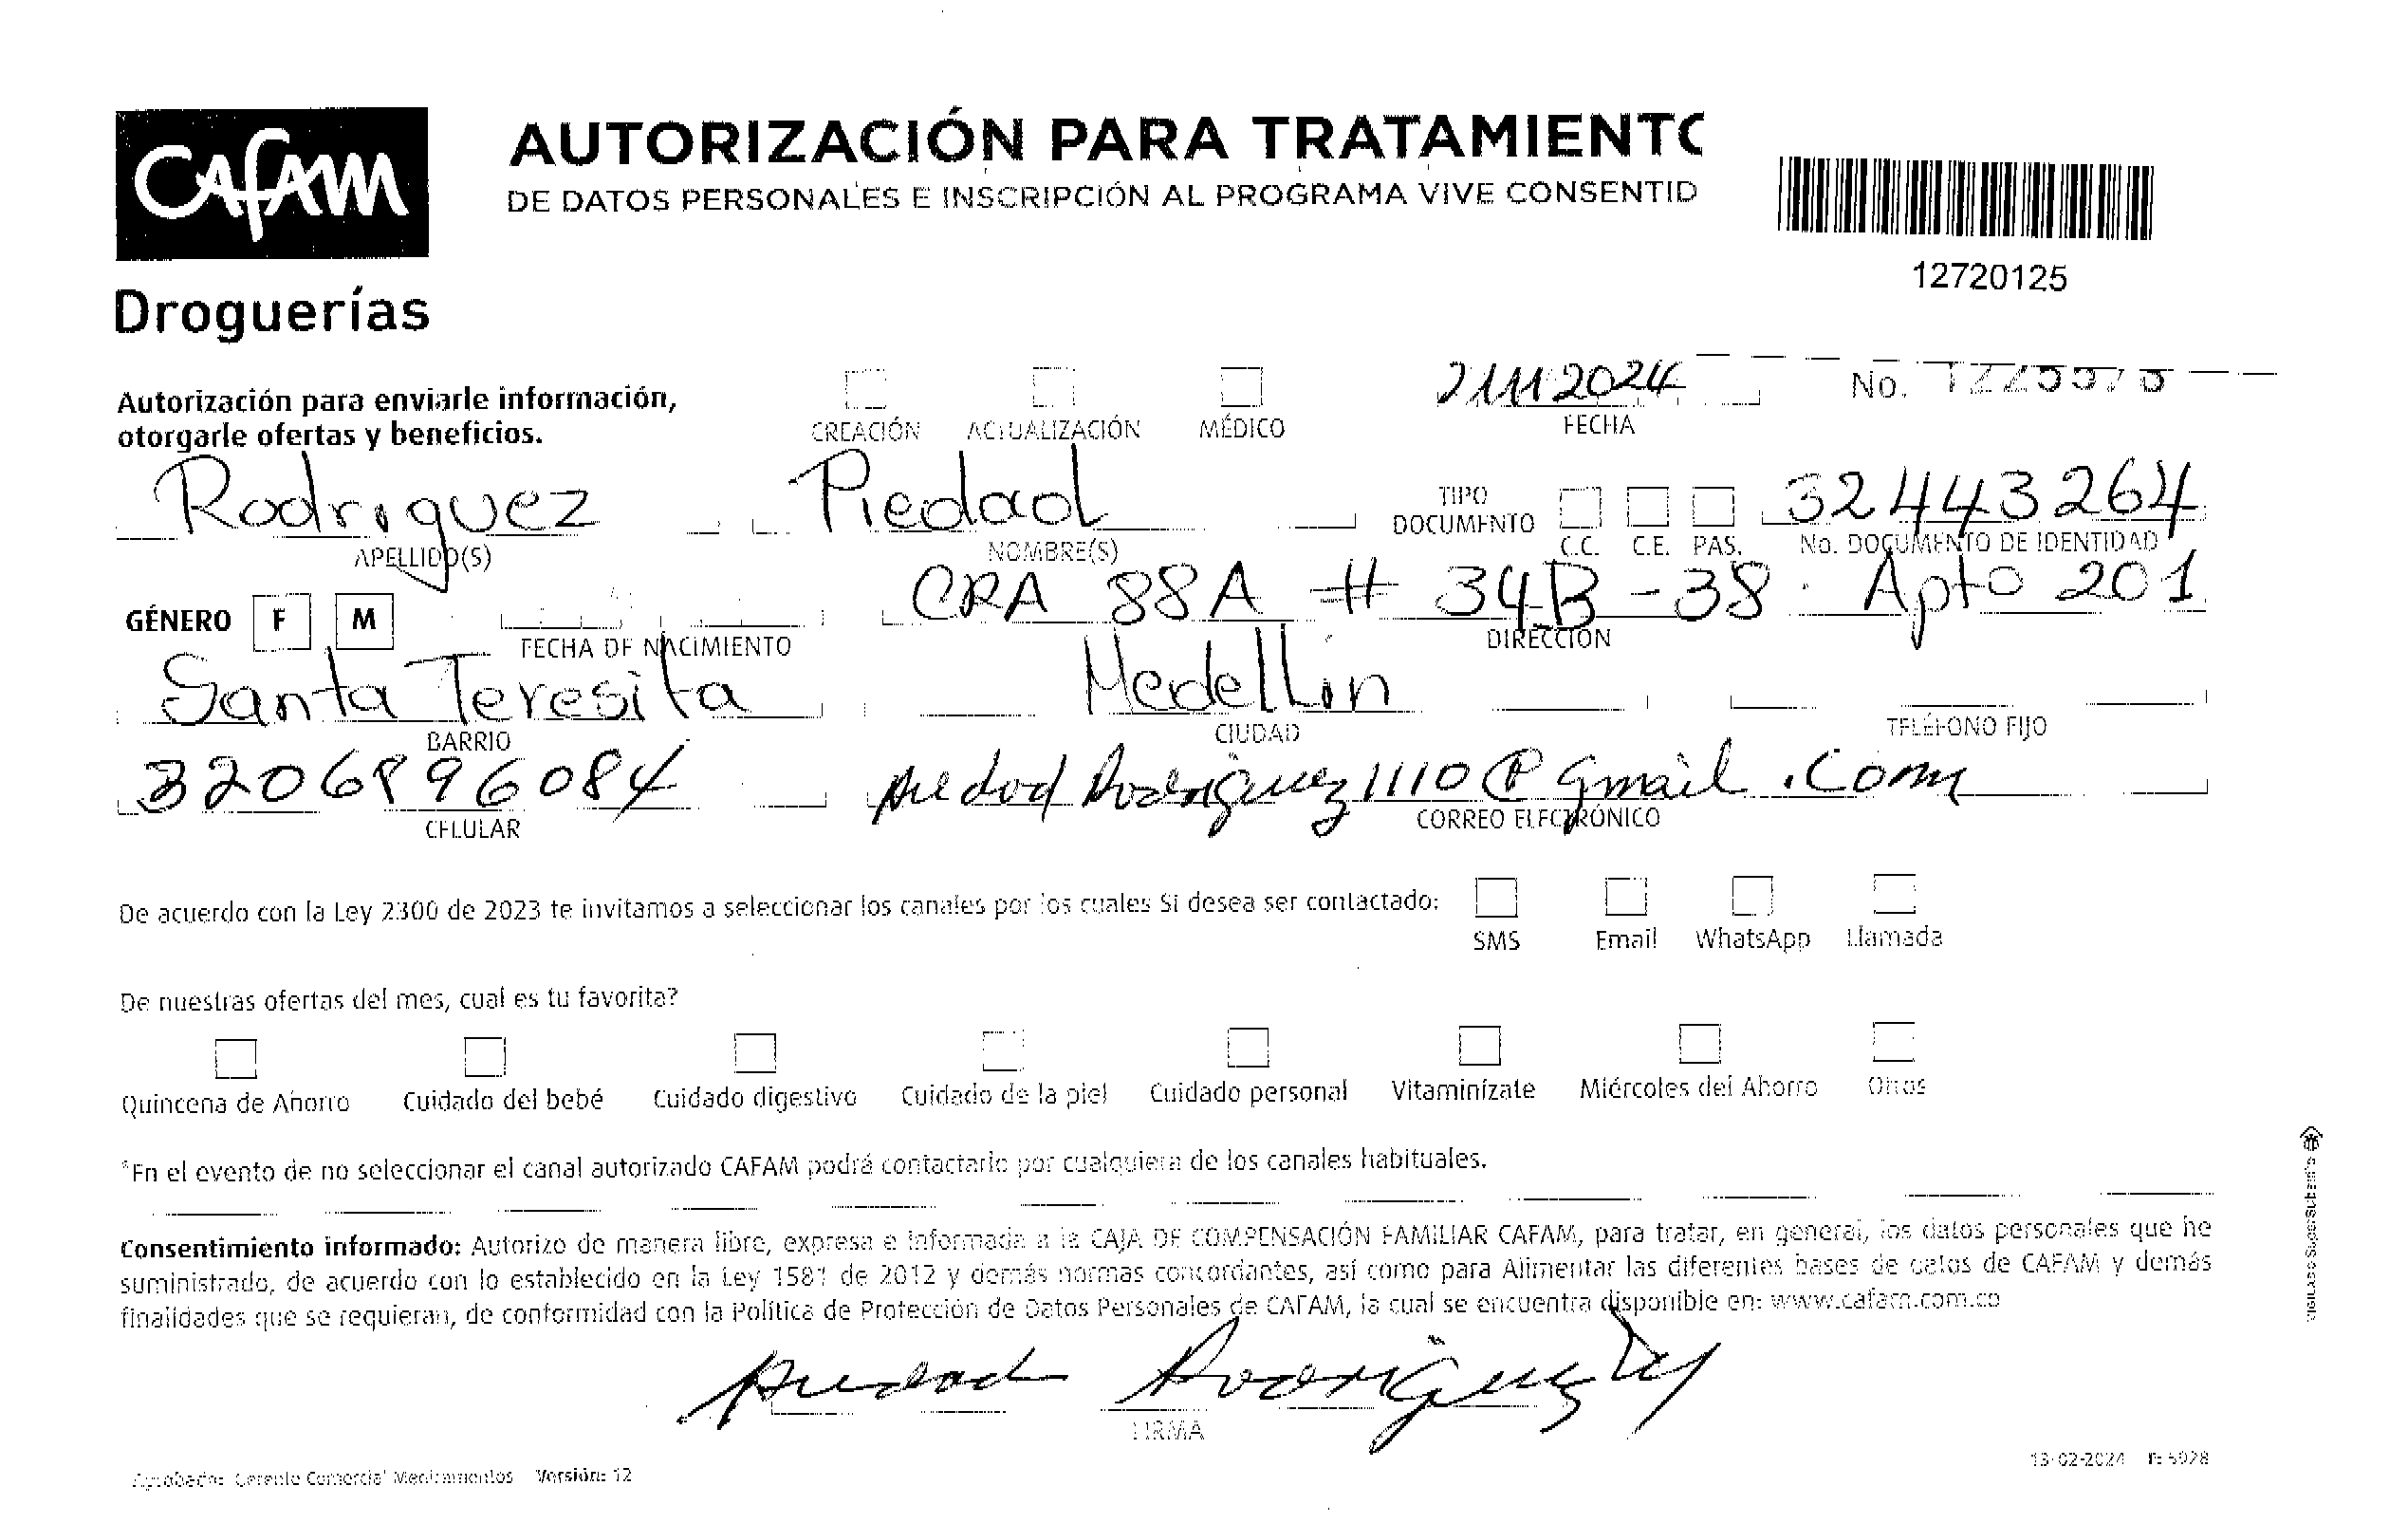 CAFAM
Droguerías
AUTORIZACIÓN PARA TRATAMIENTO
DE DATOS PERSONALES E INSCRIPCIÓN AL PROGRAMA VIVE CONSENTID
12720125
Autorización para enviarle información,
otorgarle ofertas y beneficios.
CREACIÓN ACTUALIZACIÓN MÉDICO
2024
FECHA
No.
Rodriguez Piedad
APELLIDO(S) NOMBRE(S)
TIPO
DOCUMENTO
C.C. C.E. PAS.
32443264
No. DOCUMENTO DE IDENTIDAD
GÉNERO F M
FECHA DE NACIMIENTO
CRA 88A # 34B - 38 Apto 201
DIRECCIÓN
Santa Teresita Medellin
BARRIO CIUDAD TELÉFONO FIJO
3206896084 piedadRodriguez1110@gmail.com
CELULAR CORREO ELECTRÓNICO
De acuerdo con la Ley 2300 de 2023 te invitamos a seleccionar los canales por los cuales Si desea ser contactado:
SMS Email WhatsApp Llamada
De nuestras ofertas del mes, cual es tu favorita?
Quincena de Ahorro Cuidado del bebé Cuidado digestivo Cuidado de la piel Cuidado personal Vitaminízate Miércoles del Ahorro Otros
*En el evento de no seleccionar el canal autorizado CAFAM podrá contactarlo por cualquiera de los canales habituales.
Consentimiento informado: Autorizo de manera libre, expresa e informada a la CAJA DE COMPENSACIÓN FAMILIAR CAFAM, para tratar, en general, los datos personales que he
suministrado, de acuerdo con lo establecido en la Ley 1581 de 2012 y demás normas concordantes, así como para Alimentar las diferentes bases de datos de CAFAM y demás
finalidades que se requieran, de conformidad con la Política de Protección de Datos Personales de CAFAM, la cual se encuentra disponible en: www.cafam.com.co
Piedad Rodriguez
FIRMA
Aprobado: Gerente Comercial Medicamentos Versión: 12
13-02-2024